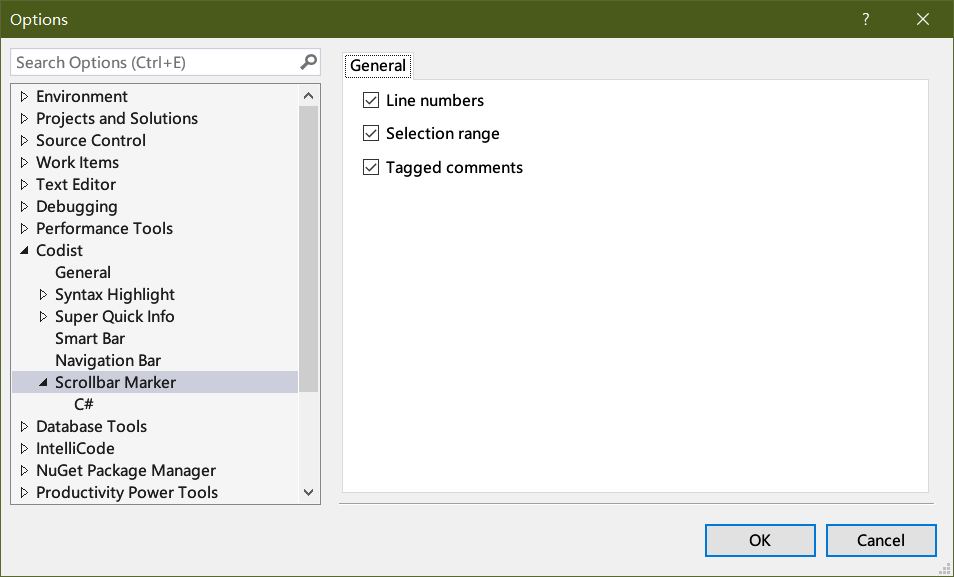 Options
?
Search Options (Ctrl+E)
Environment
Projects and Solutions
Source Control
Work Items
Text Editor
Debugging
Performance Tools
Codist
General
Syntax Highlight
Super Quick Info
Smart Bar
Navigation Bar
Scrollbar Marker
C#
Database Tools
IntelliCode
NuGet Package Manager
Productivity Power Tools
General
Line numbers
Selection range
Tagged comments
OK
Cancel